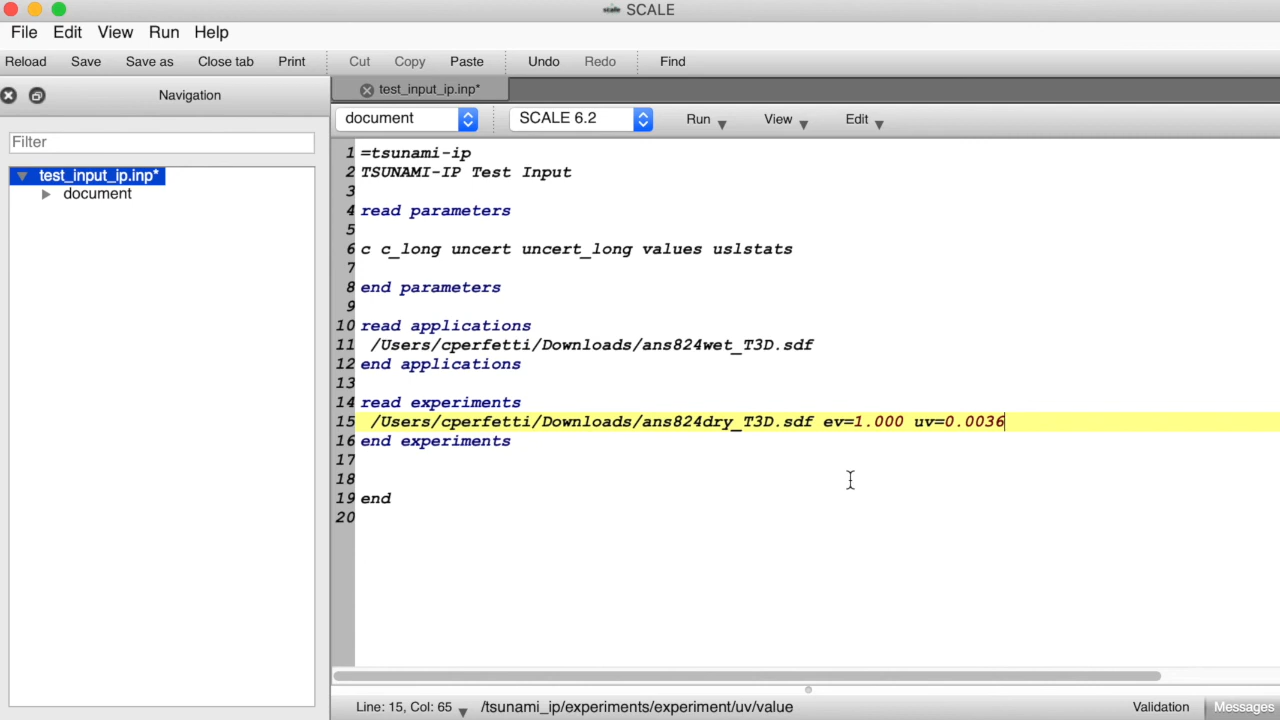 scale SCALE
File Edit View Run Help
Reload Save Save as Close tab Print Cut Copy Paste Undo Redo Find
Navigation
test_input_ip.inp*
document SCALE 6.2 Run View Edit
Filter
test_input_ip.inp*
document
1 =tsunami-ip
2 TSUNAMI-IP Test Input
3
4 read parameters
5
6 c c_long uncert uncert_long values uslstats
7
8 end parameters
9
10 read applications
11 /Users/cperfetti/Downloads/ans824wet_T3D.sdf
12 end applications
13
14 read experiments
15 /Users/cperfetti/Downloads/ans824dry_T3D.sdf ev=1.000 uv=0.0036
16 end experiments
17
18
19 end
20
Line: 15, Col: 65 /tsunami_ip/experiments/experiment/uv/value Validation Messages